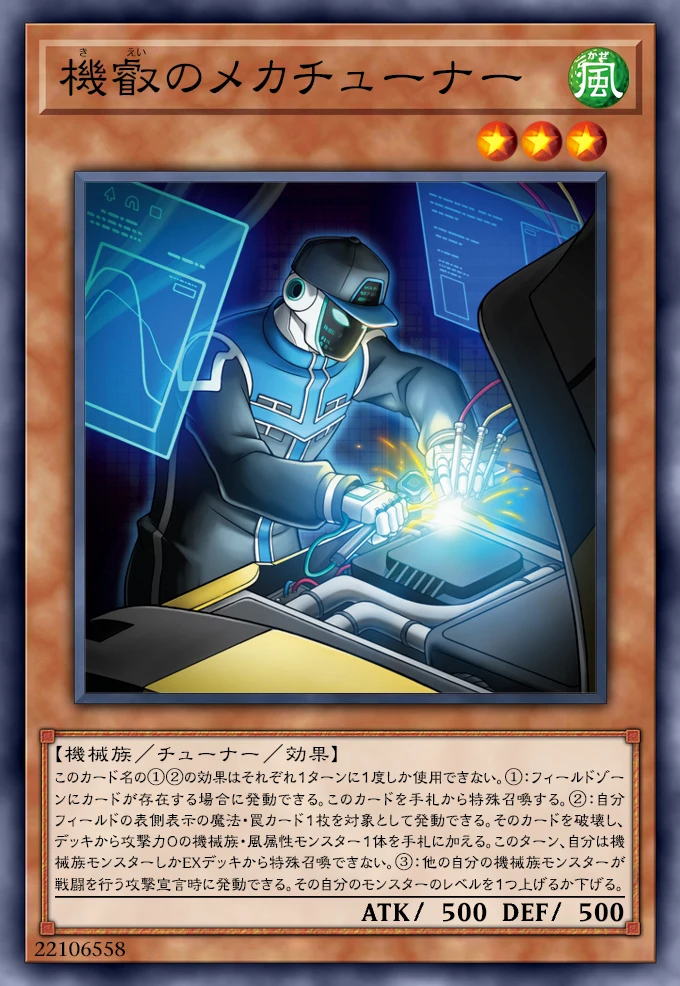 きえい
機叡のメカチューナー
かぜ
風
【機械族／チューナー／効果】
このカード名の①②の効果はそれぞれ1ターンに1度しか使用できない。①：フィールドゾー
ンにカードが存在する場合に発動できる。このカードを手札から特殊召喚する。②：自分
フィールドの表側表示の魔法・罠カード1枚を対象として発動できる。そのカードを破壊し、
デッキから攻撃力0の機械族・風属性モンスター1体を手札に加える。このターン、自分は機
械族モンスターしかEXデッキから特殊召喚できない。③：他の自分の機械族モンスターが
戦闘を行う攻撃宣言時に発動できる。その自分のモンスターのレベルを1つ上げるか下げる。
ATK/ 500 DEF/ 500
22106558